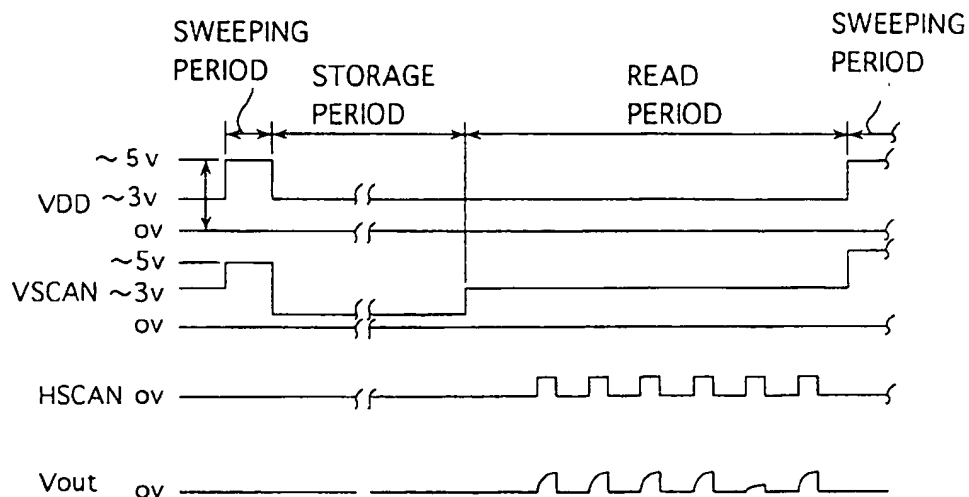 SWEEPING
PERIOD
STORAGE
PERIOD
READ
PERIOD
SWEEPING
PERIOD
~5v
VDD ~3v
ov
~5v
VSCAN ~3v
ov
HSCAN ov
Vout ov